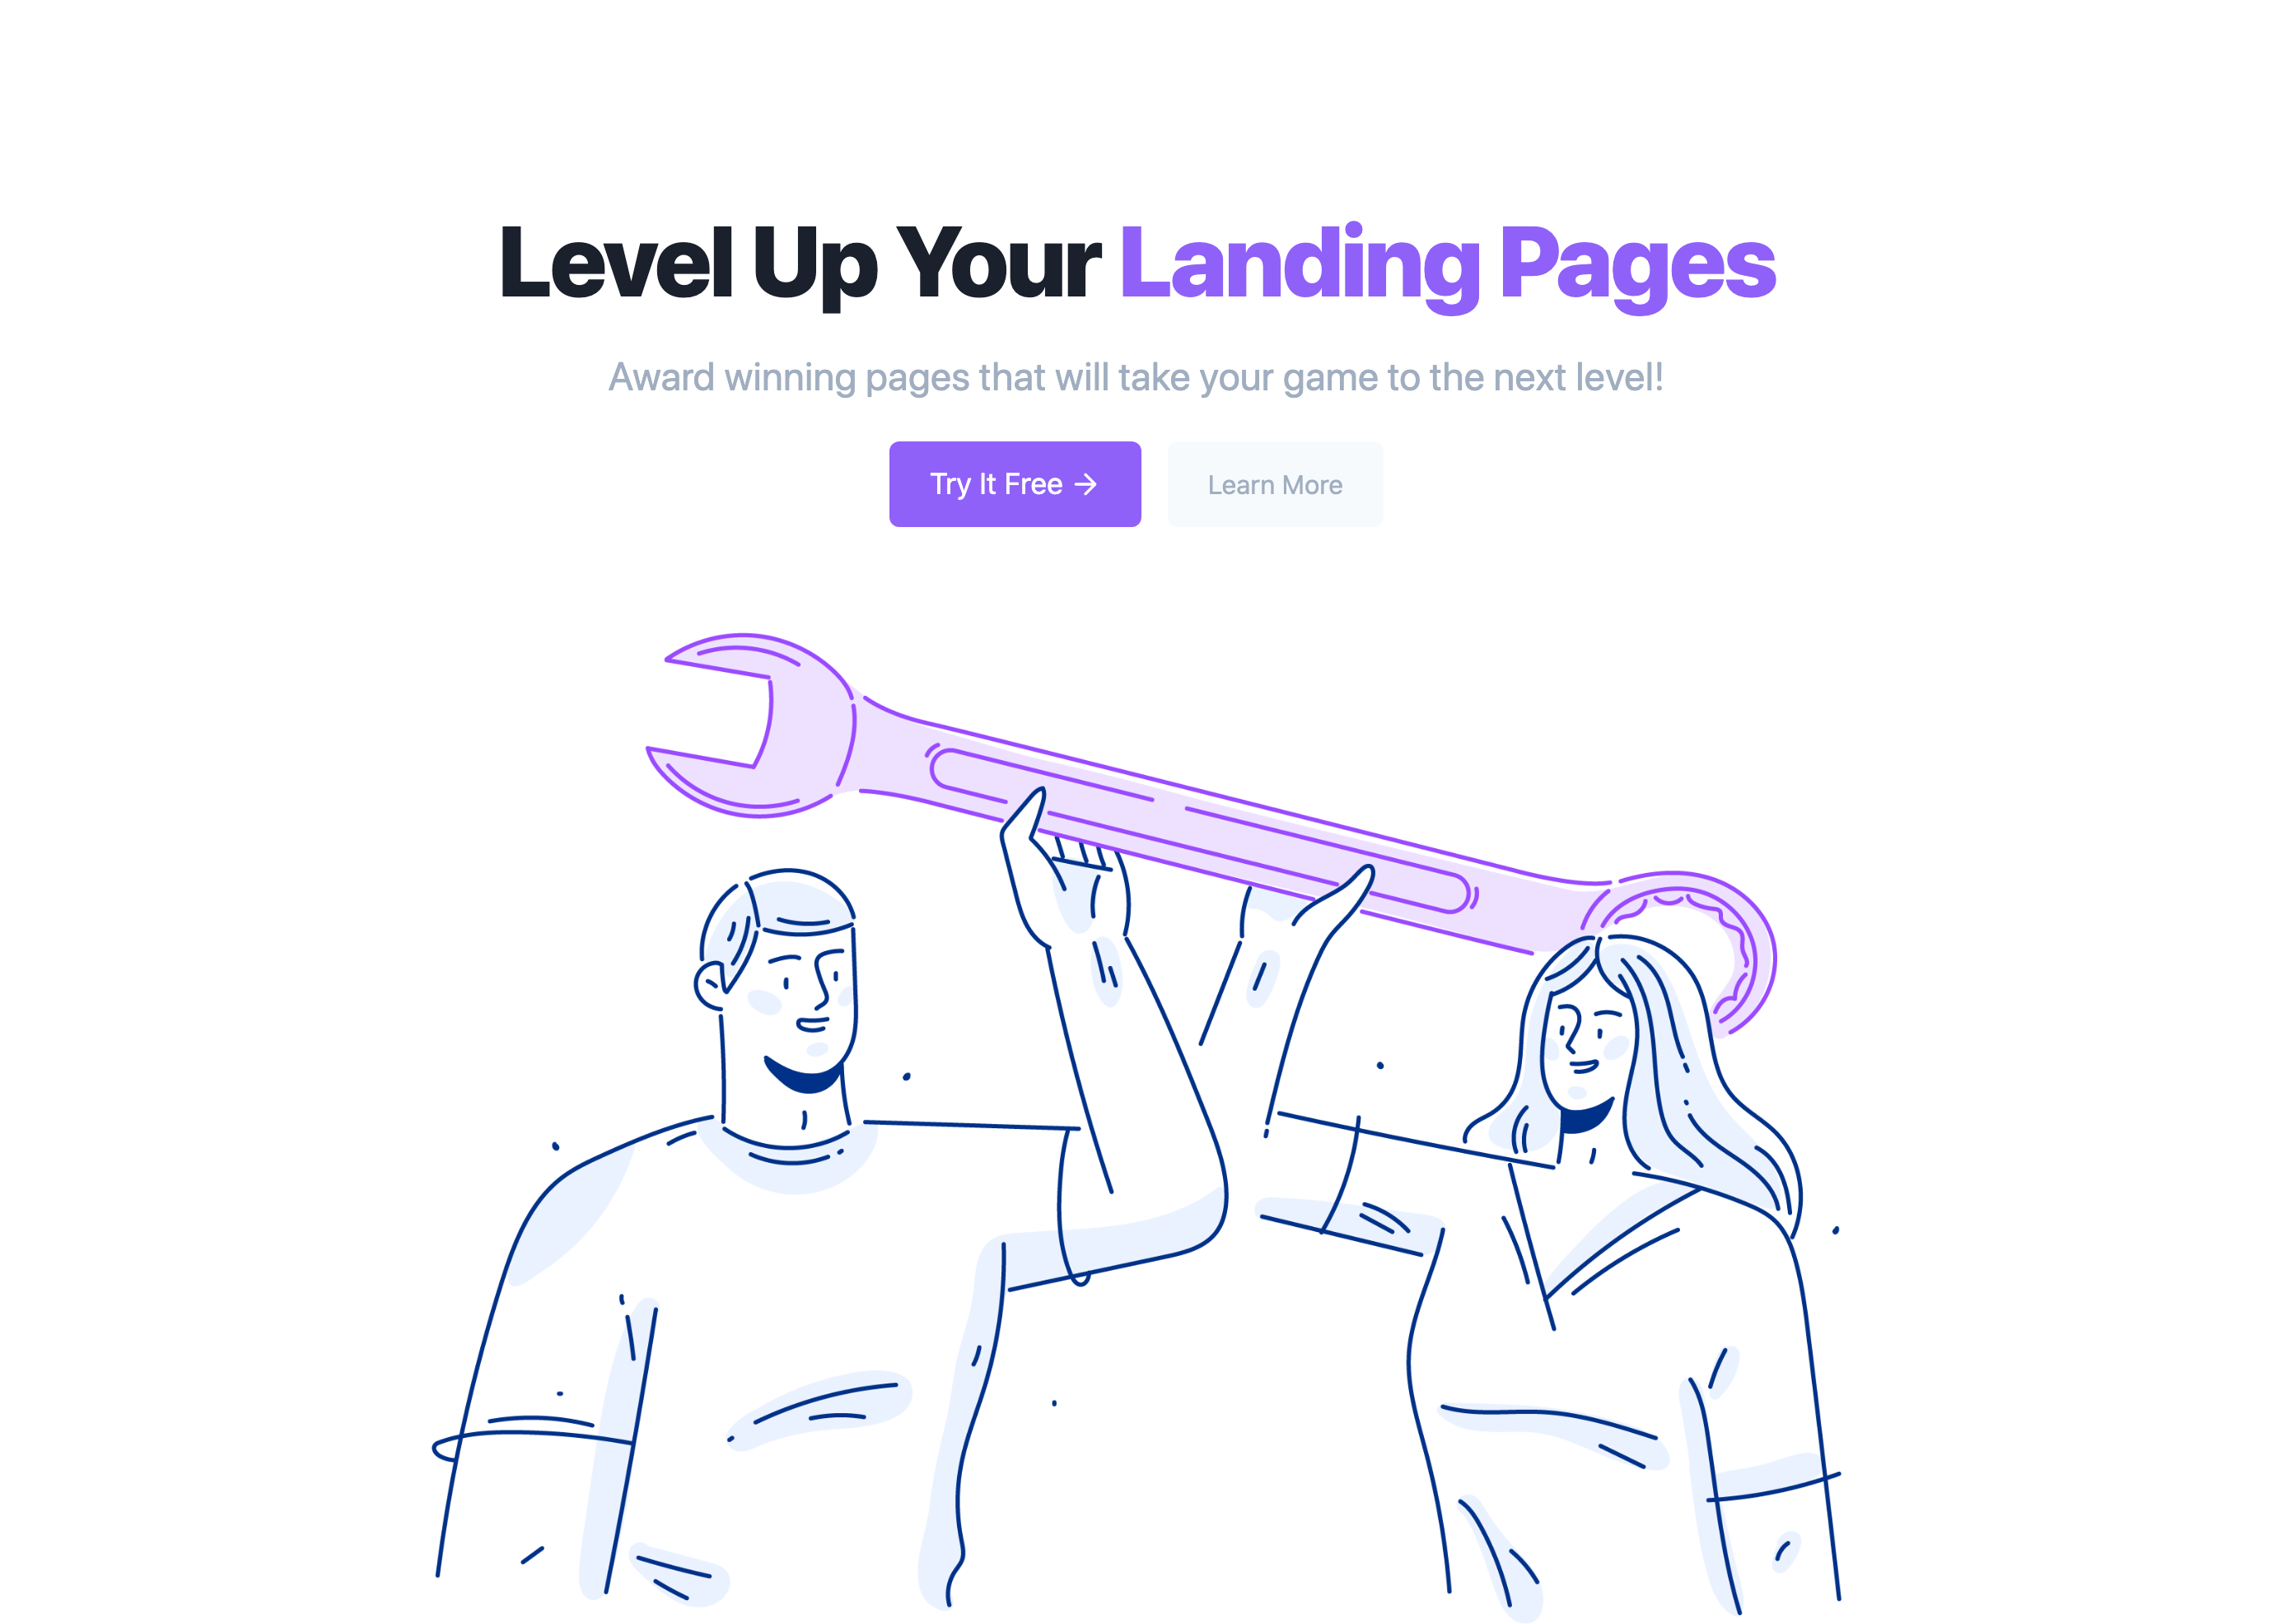 Level Up Your Landing Pages
Award winning pages that will take your game to the next level!
Try It Free →
Learn More